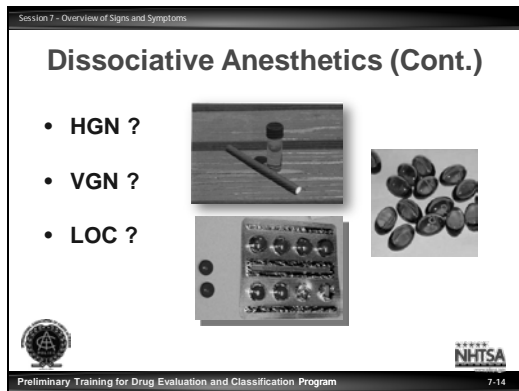 Session 7 - Overview of Signs and Symptoms
Dissociative Anesthetics (Cont.)
• HGN ?
• VGN ?
• LOC ?
NHTSA
Preliminary Training for Drug Evaluation and Classification Program
7-14